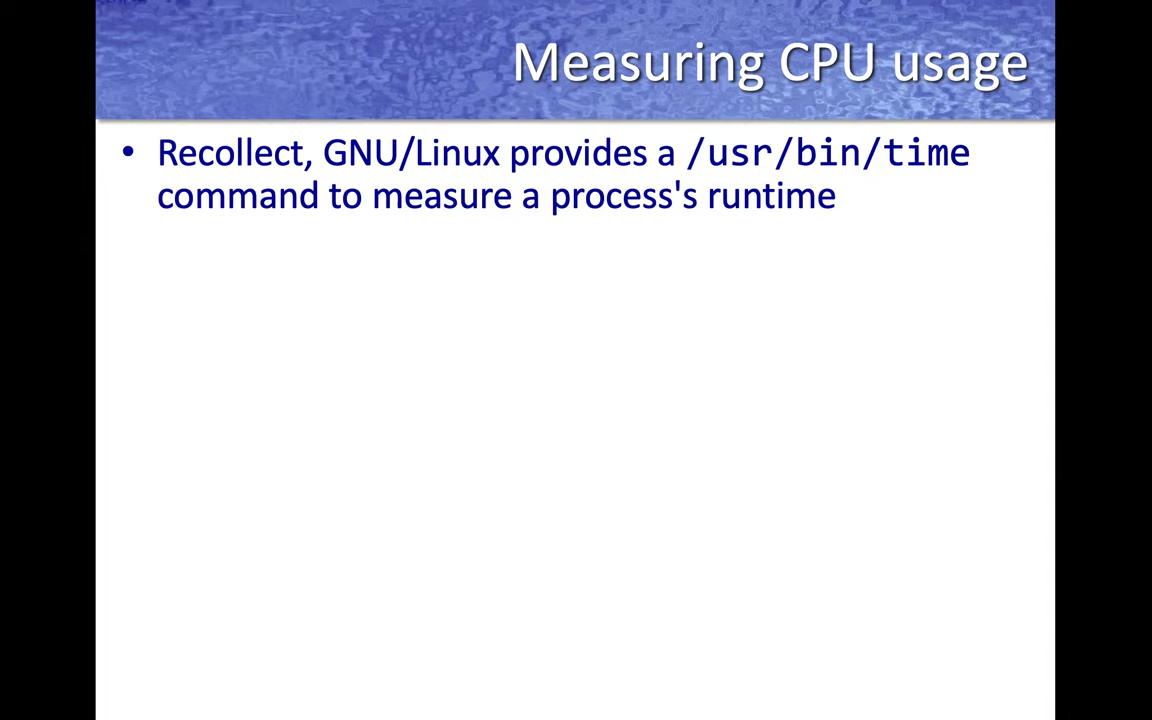 Measuring CPU usage
• Recollect, GNU/Linux provides a /usr/bin/time
command to measure a process's runtime